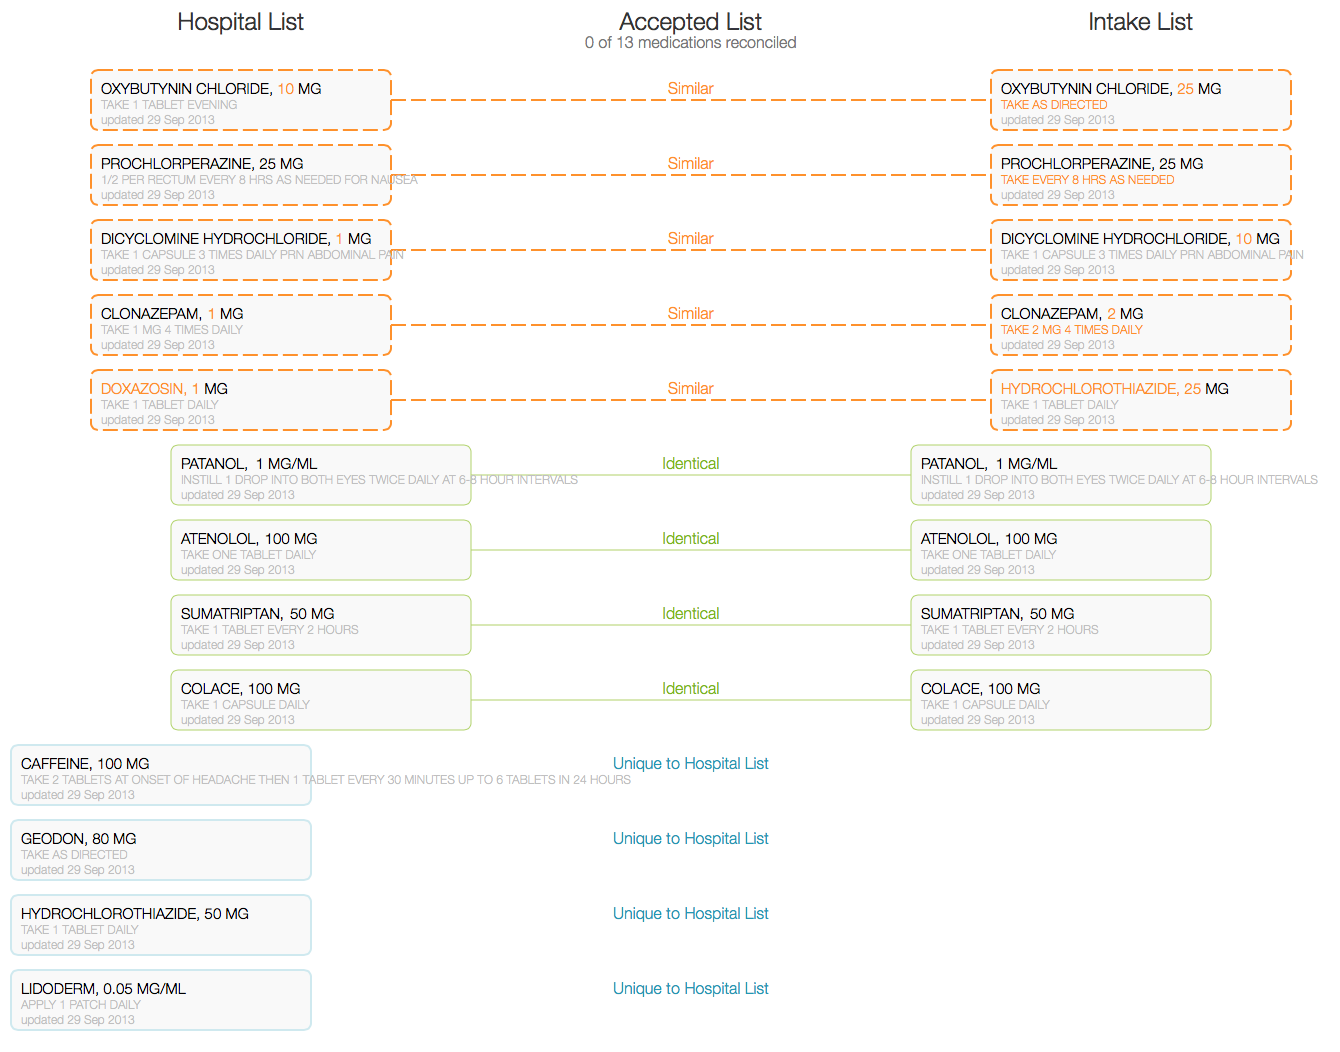 Hospital List
Accepted List
Intake List
0 of 13 medications reconciled
OXYBUTYNIN CHLORIDE, 10 MG
TAKE 1 TABLET EVENING
updated 29 Sep 2013
Similar
OXYBUTYNIN CHLORIDE, 25 MG
TAKE AS DIRECTED
updated 29 Sep 2013
PROCHLORPERAZINE, 25 MG
1/2 PER RECTUM EVERY 8 HRS AS NEEDED FOR NAUSEA
updated 29 Sep 2013
Similar
PROCHLORPERAZINE, 25 MG
TAKE EVERY 8 HRS AS NEEDED
updated 29 Sep 2013
DICYCLOMINE HYDROCHLORIDE, 1 MG
TAKE 1 CAPSULE 3 TIMES DAILY PRN ABDOMINAL PAIN
updated 29 Sep 2013
Similar
DICYCLOMINE HYDROCHLORIDE, 10 MG
TAKE 1 CAPSULE 3 TIMES DAILY PRN ABDOMINAL PAIN
updated 29 Sep 2013
CLONAZEPAM, 1 MG
TAKE 1 MG 4 TIMES DAILY
updated 29 Sep 2013
Similar
CLONAZEPAM, 2 MG
TAKE 2 MG 4 TIMES DAILY
updated 29 Sep 2013
DOXAZOSIN, 1 MG
TAKE 1 TABLET DAILY
updated 29 Sep 2013
Similar
HYDROCHLOROTHIAZIDE, 25 MG
TAKE 1 TABLET DAILY
updated 29 Sep 2013
PATANOL, 1 MG/ML
INSTILL 1 DROP INTO BOTH EYES TWICE DAILY AT 6-8 HOUR INTERVALS
updated 29 Sep 2013
Identical
PATANOL, 1 MG/ML
INSTILL 1 DROP INTO BOTH EYES TWICE DAILY AT 6-8 HOUR INTERVALS
updated 29 Sep 2013
ATENOLOL, 100 MG
TAKE ONE TABLET DAILY
updated 29 Sep 2013
Identical
ATENOLOL, 100 MG
TAKE ONE TABLET DAILY
updated 29 Sep 2013
SUMATRIPTAN, 50 MG
TAKE 1 TABLET EVERY 2 HOURS
updated 29 Sep 2013
Identical
SUMATRIPTAN, 50 MG
TAKE 1 TABLET EVERY 2 HOURS
updated 29 Sep 2013
COLACE, 100 MG
TAKE 1 CAPSULE DAILY
updated 29 Sep 2013
Identical
COLACE, 100 MG
TAKE 1 CAPSULE DAILY
updated 29 Sep 2013
CAFFEINE, 100 MG
TAKE 2 TABLETS AT ONSET OF HEADACHE THEN 1 TABLET EVERY 30 MINUTES UP TO 6 TABLETS IN 24 HOURS
updated 29 Sep 2013
Unique to Hospital List
GEODON, 80 MG
TAKE AS DIRECTED
updated 29 Sep 2013
Unique to Hospital List
HYDROCHLOROTHIAZIDE, 50 MG
TAKE 1 TABLET DAILY
updated 29 Sep 2013
Unique to Hospital List
LIDODERM, 0.05 MG/ML
APPLY 1 PATCH DAILY
updated 29 Sep 2013
Unique to Hospital List